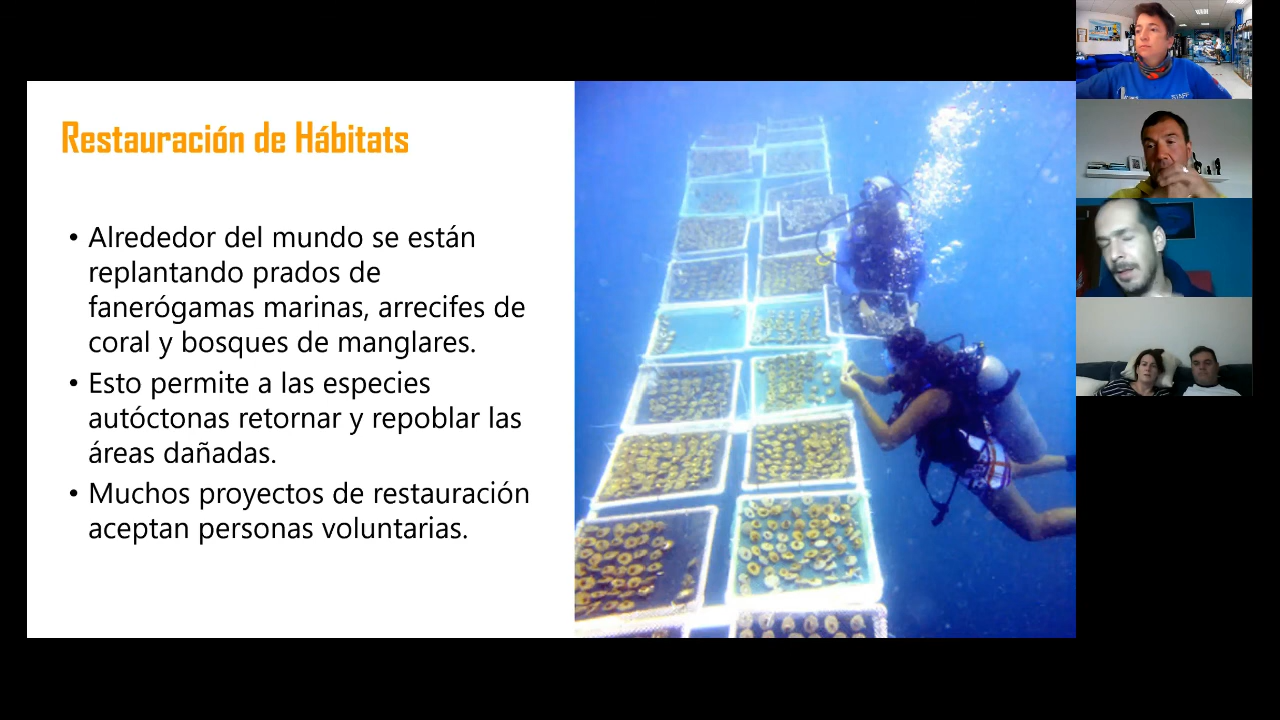 Restauración de Hábitats
• Alrededor del mundo se están
replantando prados de
fanerógamas marinas, arrecifes de
coral y bosques de manglares.
• Esto permite a las especies
autóctonas retornar y repoblar las
áreas dañadas.
• Muchos proyectos de restauración
aceptan personas voluntarias.
STAFF